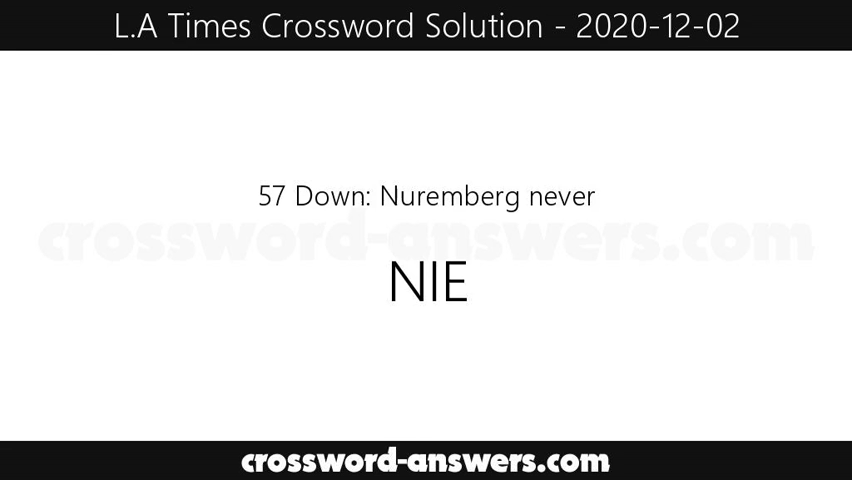 L.A Times Crossword Solution - 2020-12-02
57 Down: Nuremberg never
crossword-answers.com
NIE
crossword-answers.com